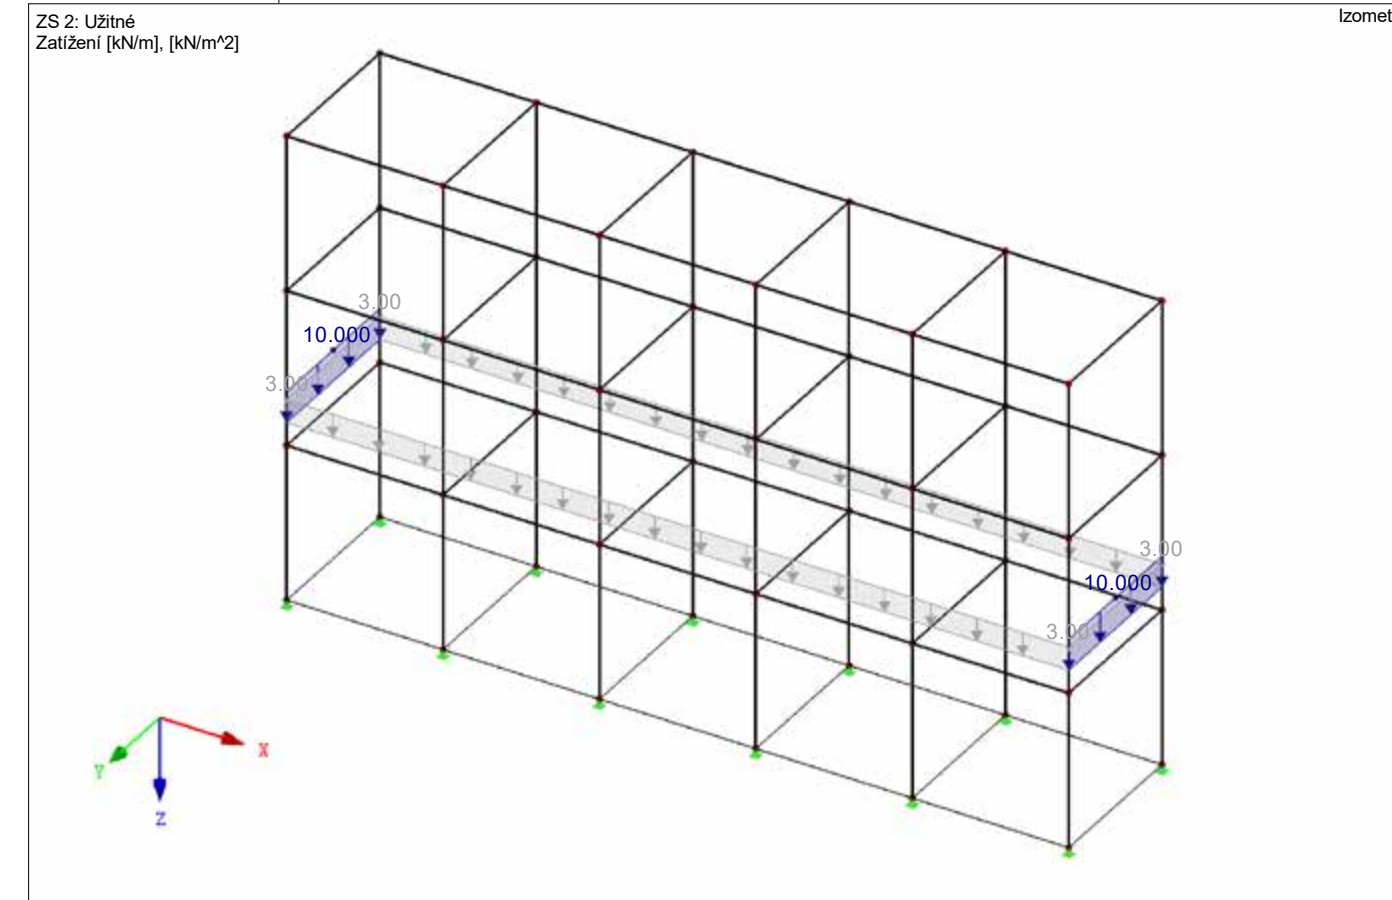 ZS 2: Užitné
Zatížení [kN/m], [kN/m^2]
Izomet
3.00
10.000
3.00
3.00
10.000
3.00
X
Y
Z